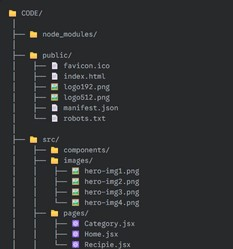 CODE/
node_modules/
public/
favicon.ico
index.html
logo192.png
logo512.png
manifest.json
robots.txt
src/
components/
images/
hero-img1.png
hero-img2.png
hero-img3.png
hero-img4.png
pages/
Category.jsx
Home.jsx
Recipie.jsx